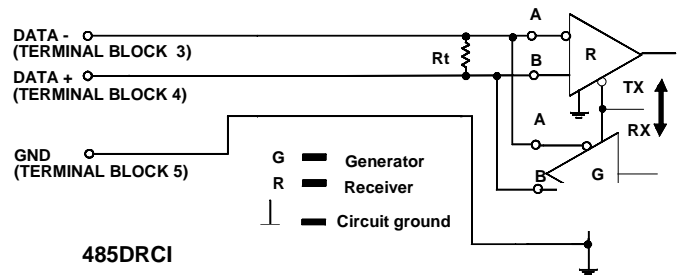 A
DATA -
(TERMINAL BLOCK 3)
Rt
R
B
DATA +
(TERMINAL BLOCK 4)
TX
A
RX
GND
(TERMINAL BLOCK 5)
G Generator
R Receiver
Circuit ground
B
G
485DRCI